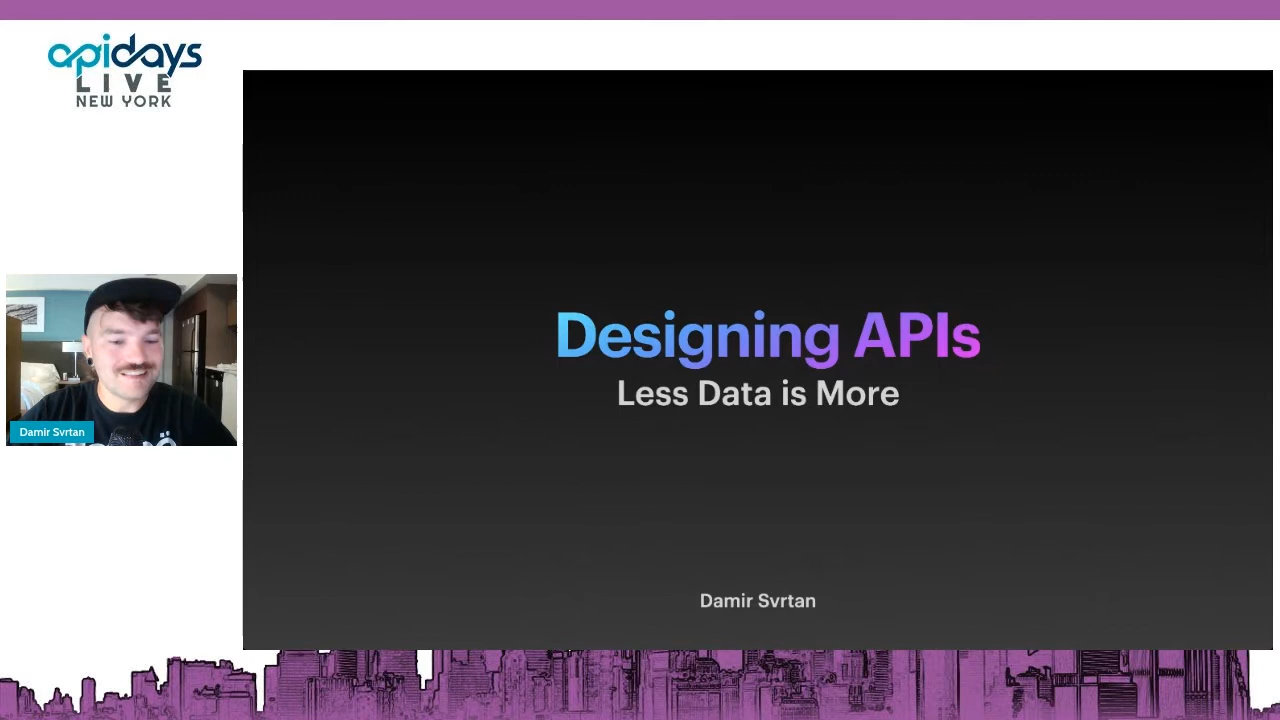 apidays
LIVE
NEW YORK
Designing APIs
Less Data is More
Damir Svrtan
Damir Svrtan